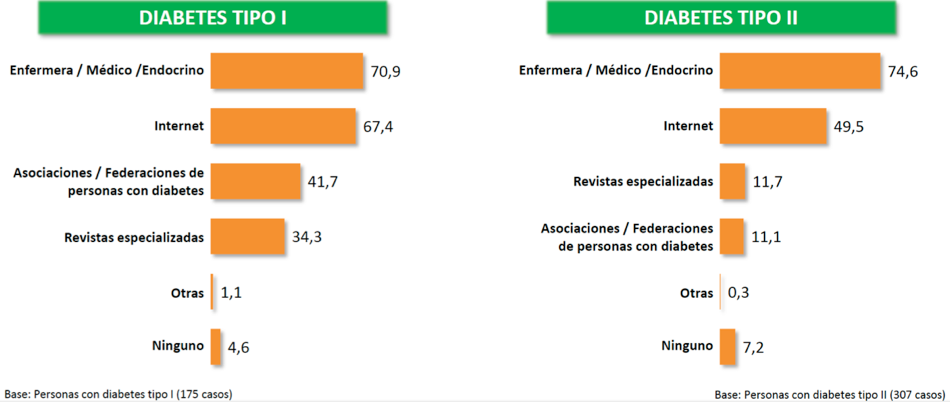 DIABETES TIPO I
Enfermera / Médico /Endocrino
70,9
Internet
67,4
Asociaciones / Federaciones de
personas con diabetes
41,7
Revistas especializadas
34,3
Otras
1,1
Ninguno
4,6
Base: Personas con diabetes tipo I (175 casos)
DIABETES TIPO II
Enfermera / Médico /Endocrino
74,6
Internet
49,5
Revistas especializadas
11,7
Asociaciones / Federaciones
de personas con diabetes
11,1
Otras
0,3
Ninguno
7,2
Base: Personas con diabetes tipo II (307 casos)